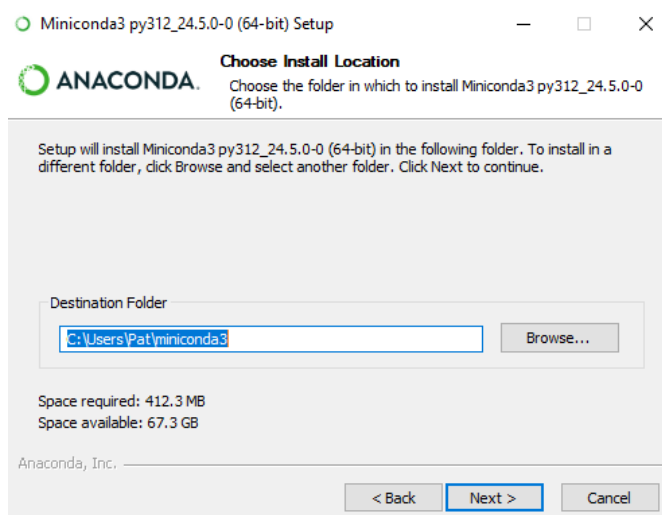 Miniconda3 py312_24.5.0-0 (64-bit) Setup
ANACONDA.
Choose Install Location
Choose the folder in which to install Miniconda3 py312_24.5.0-0
(64-bit).
Setup will install Miniconda3 py312_24.5.0-0 (64-bit) in the following folder. To install in a
different folder, click Browse and select another folder. Click Next to continue.
Destination Folder
C:\Users\Pat\miniconda3
Browse...
Space required: 412.3 MB
Space available: 67.3 GB
Anaconda, Inc.
< Back
Next >
Cancel